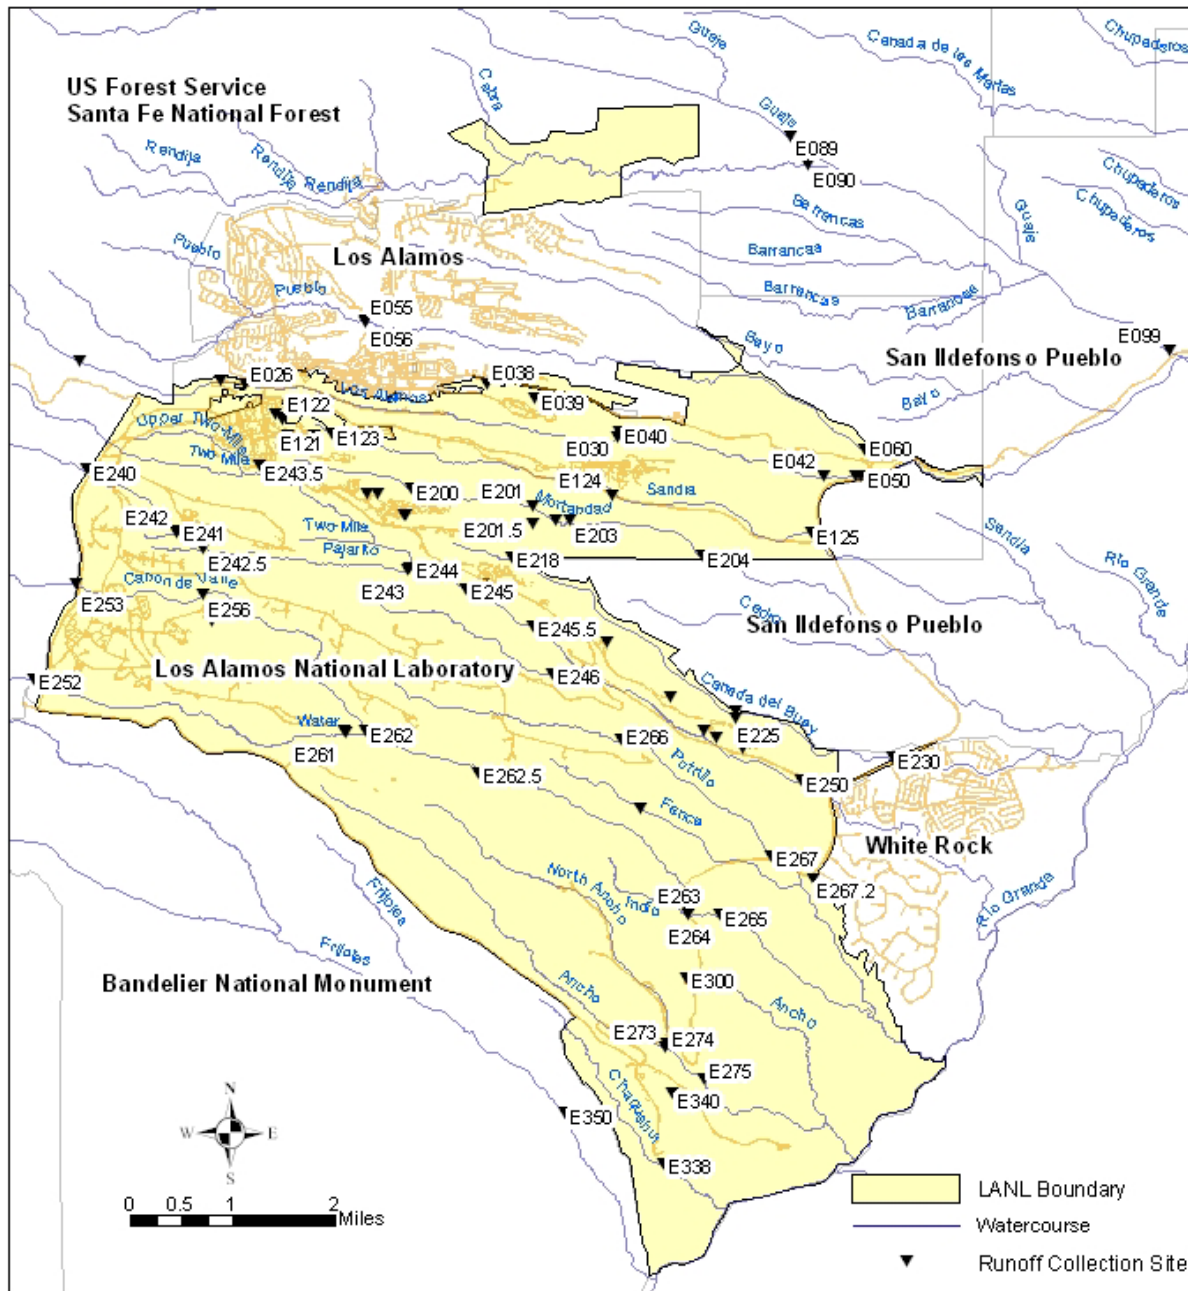 Guaje
Canada de las Marias
Chupaderos
US Forest Service
Santa Fe National Forest
Cabra
Guaje
E089
E090
Rendija
Rendija
Rendija
Chupaderos
Chupaderos
Guaje
Barrancas
Barrancas
Barrancas
Barrancas
Pueblo
Los Alamos
Pueblo
E055
E056
Bayo
E099
San Ildefonso Pueblo
Bayo
E026
Los Alamos
E038
E039
E122
Upper Two-Mile
E121
E123
E030
E040
E060
Two-Mile
E240
E243.5
E042
E050
E124
Sandia
E200
E201
Mortandad
E242
E241
Two-Mile
E201.5
E203
E125
Sandia
Pajarito
E242.5
E244
E218
E204
Rio Grande
Canon de Valle
E243
E245
E253
E256
Cedro
San Ildefonso Pueblo
E245.5
Los Alamos National Laboratory
E252
E246
Canada del Buey
Water
E262
E261
E266
E225
Potrillo
E230
E262.5
E250
Fence
White Rock
E267
North Ancho
Indio
E263
E267.2
Frijoles
E265
E264
Rio Grande
Frijoles
Bandelier National Monument
Ancho
E300
Ancho
E273
E274
E275
Chaquehui
E340
E350
E338
N
W
E
S
0 0.5 1 2
Miles
LANL Boundary
Watercourse
Runoff Collection Site